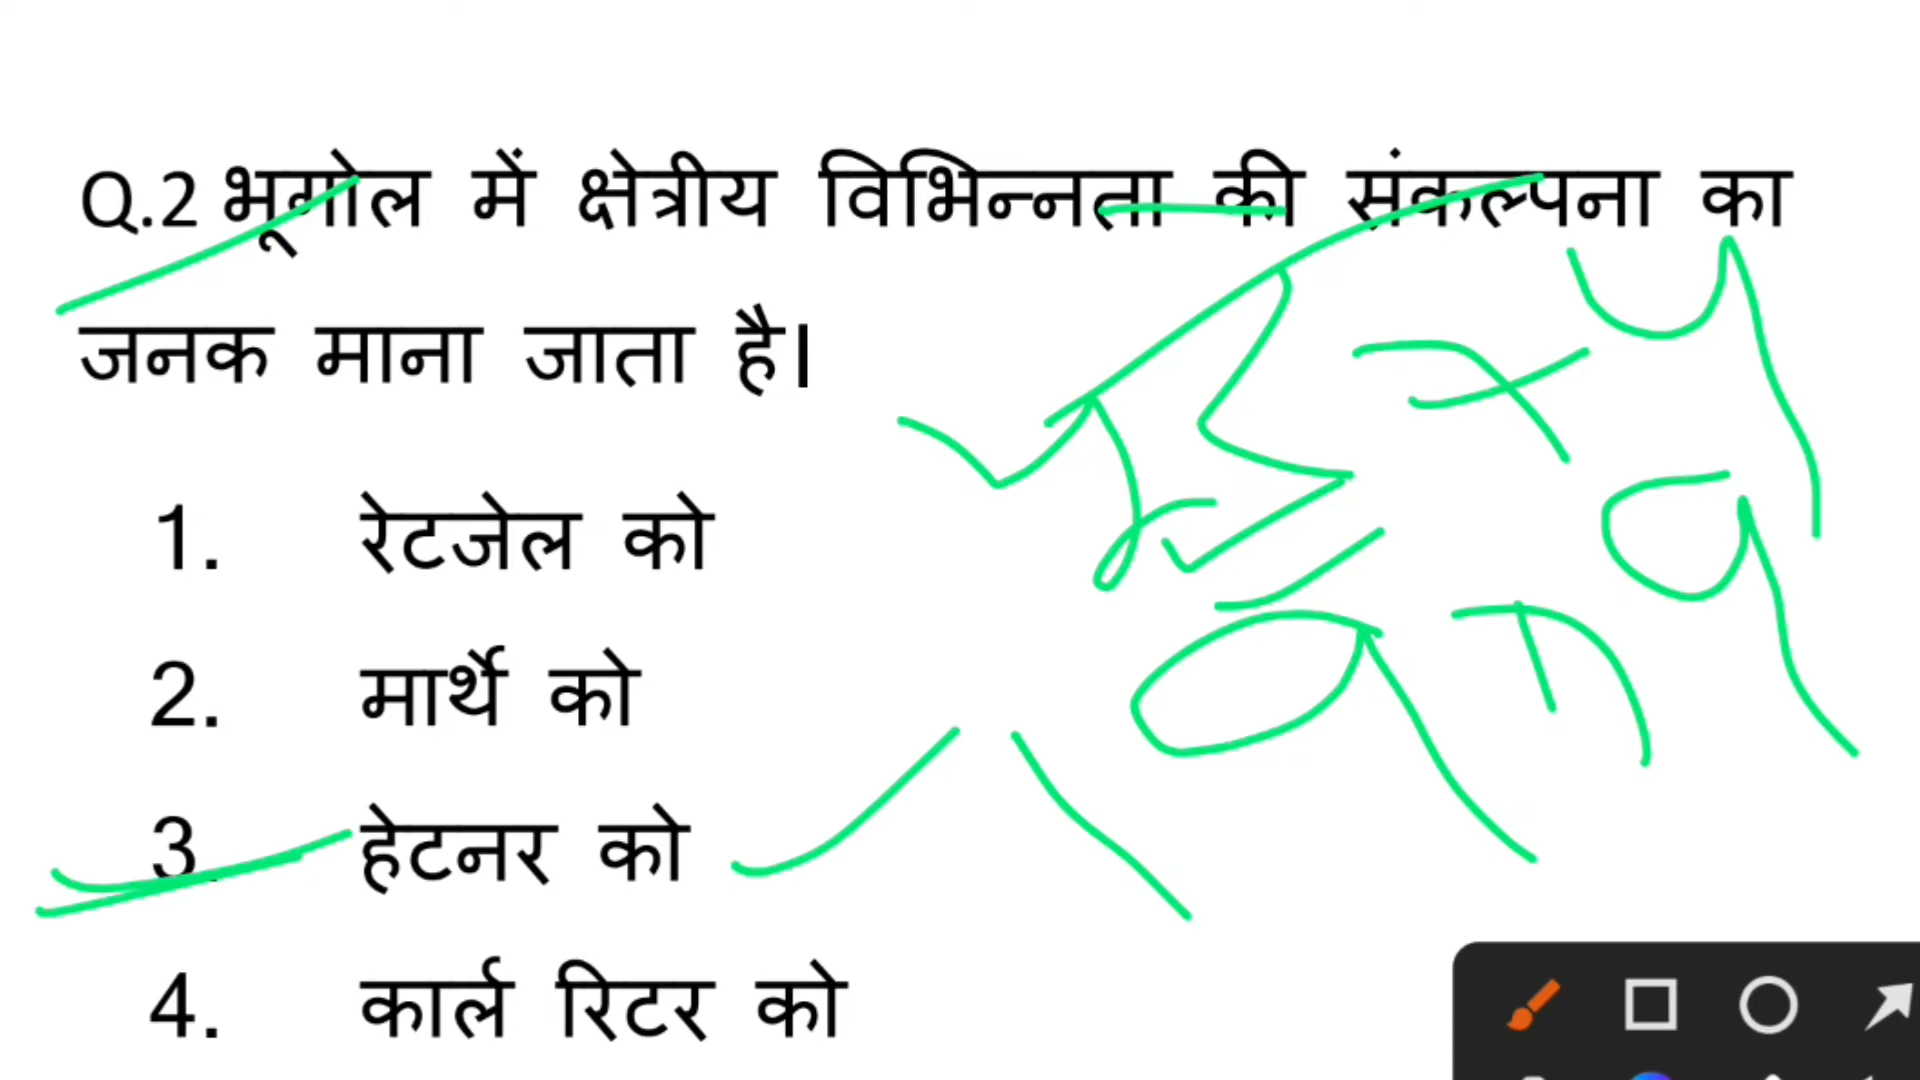 Q.2 भूगोल में क्षेत्रीय विभिन्नता की संकल्पना का
जनक माना जाता है।
1. रेटजेल को
2. मार्थै को
3. हेटनर को
4. कार्ल रिटर को